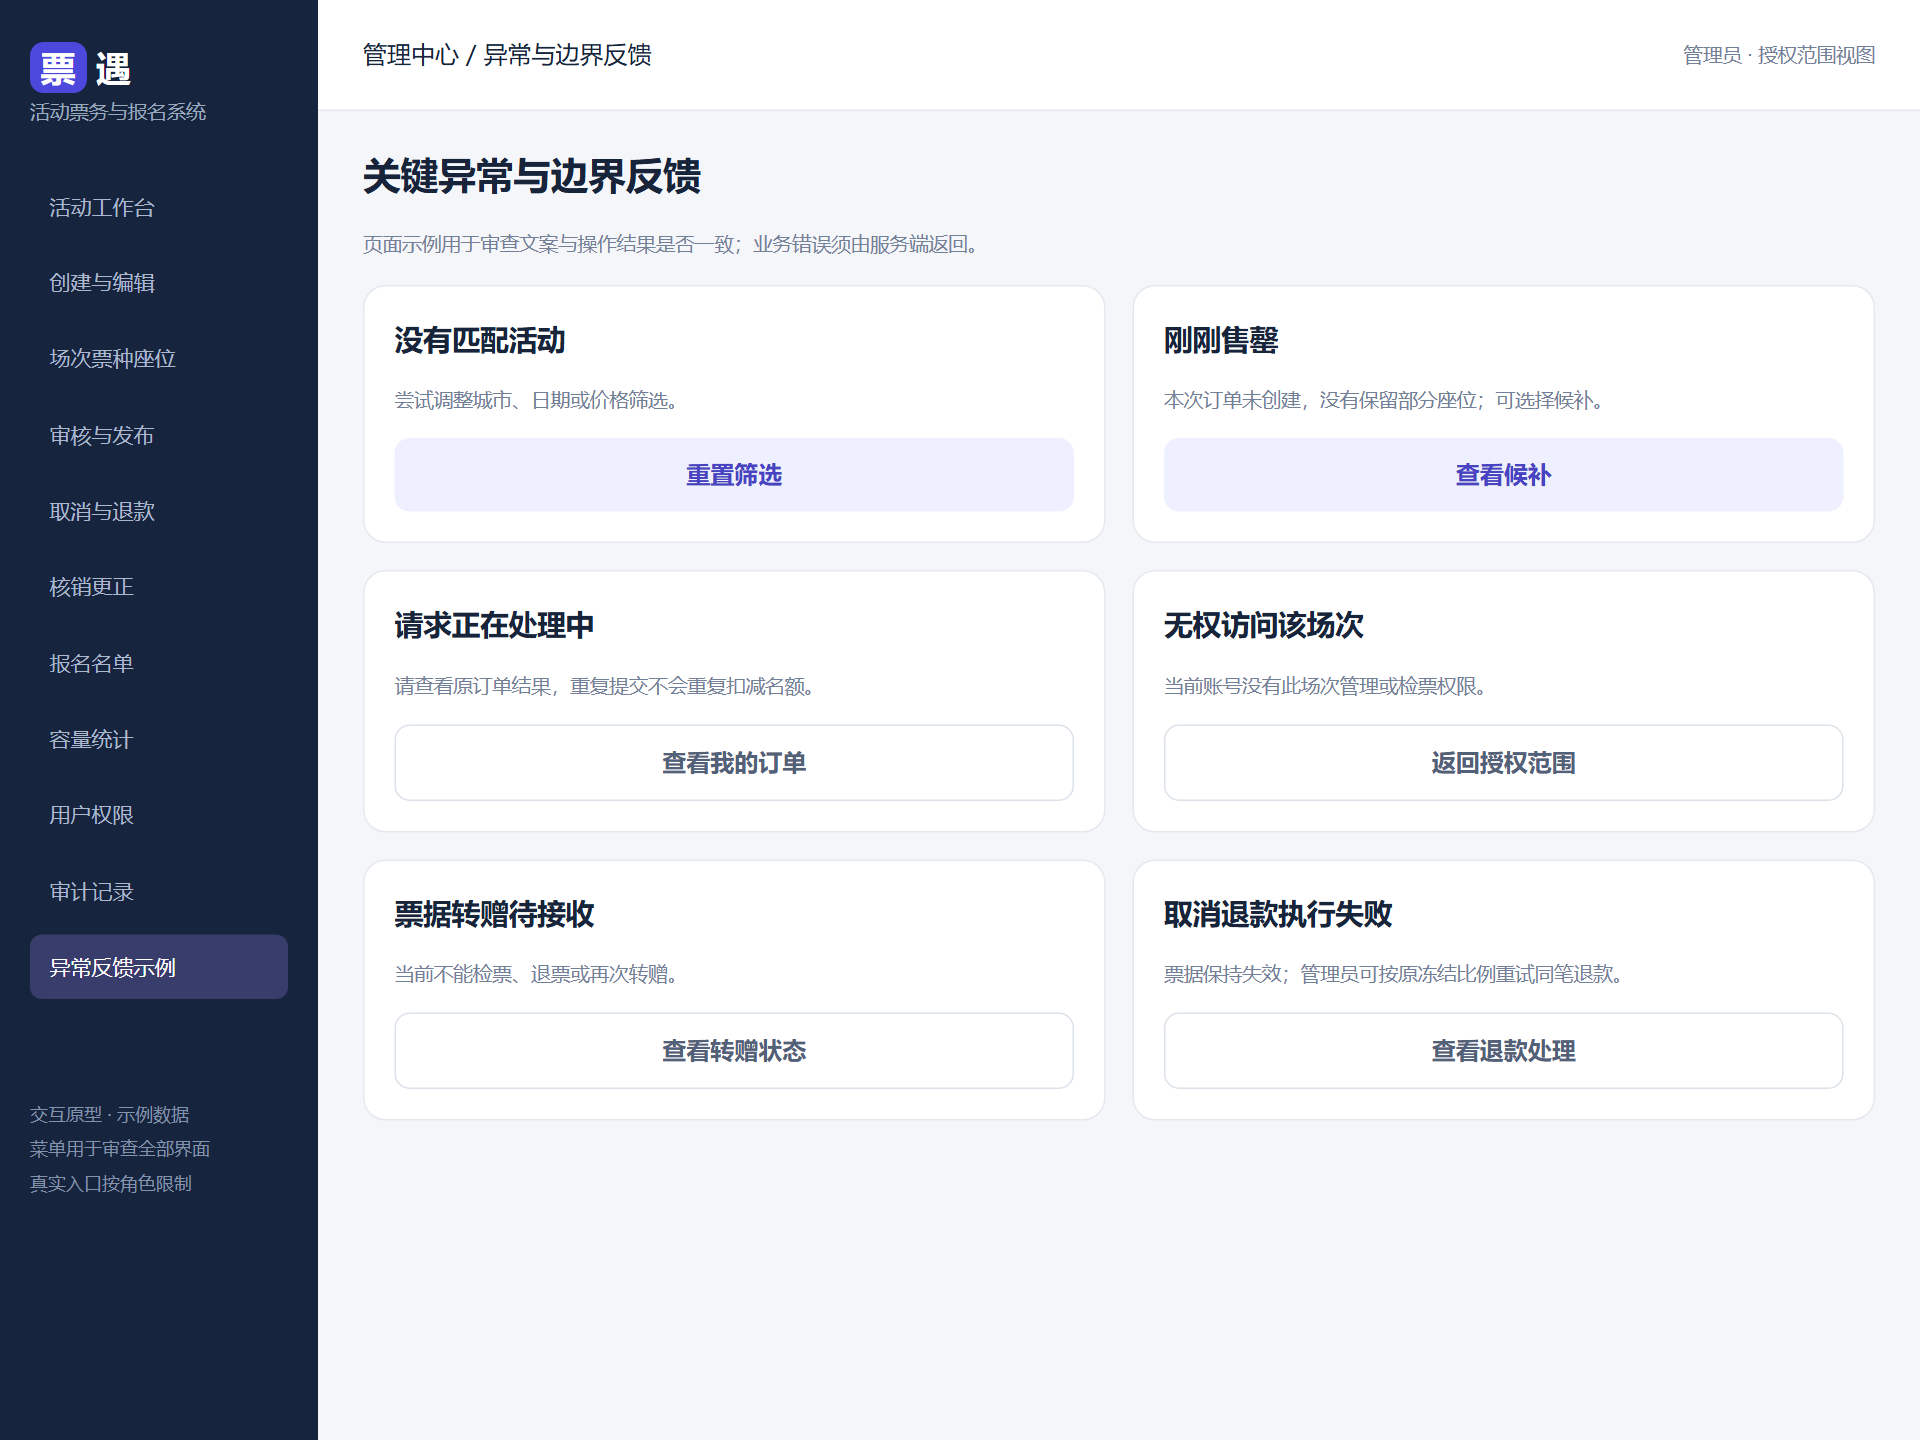 票 遇
活动票务与报名系统
活动工作台
创建与编辑
场次票种座位
审核与发布
取消与退款
核销更正
报名名单
容量统计
用户权限
审计记录
异常反馈示例
交互原型 · 示例数据
菜单用于审查全部界面
真实入口按角色限制
管理中心 / 异常与边界反馈
管理员 · 授权范围视图
关键异常与边界反馈
页面示例用于审查文案与操作结果是否一致；业务错误须由服务端返回。
没有匹配活动
尝试调整城市、日期或价格筛选。
重置筛选
刚刚售罄
本次订单未创建，没有保留部分座位；可选择候补。
查看候补
请求正在处理中
请查看原订单结果，重复提交不会重复扣减名额。
查看我的订单
无权访问该场次
当前账号没有此场次管理或检票权限。
返回授权范围
票据转赠待接收
当前不能检票、退票或再次转赠。
查看转赠状态
取消退款执行失败
票据保持失效；管理员可按原冻结比例重试同笔退款。
查看退款处理